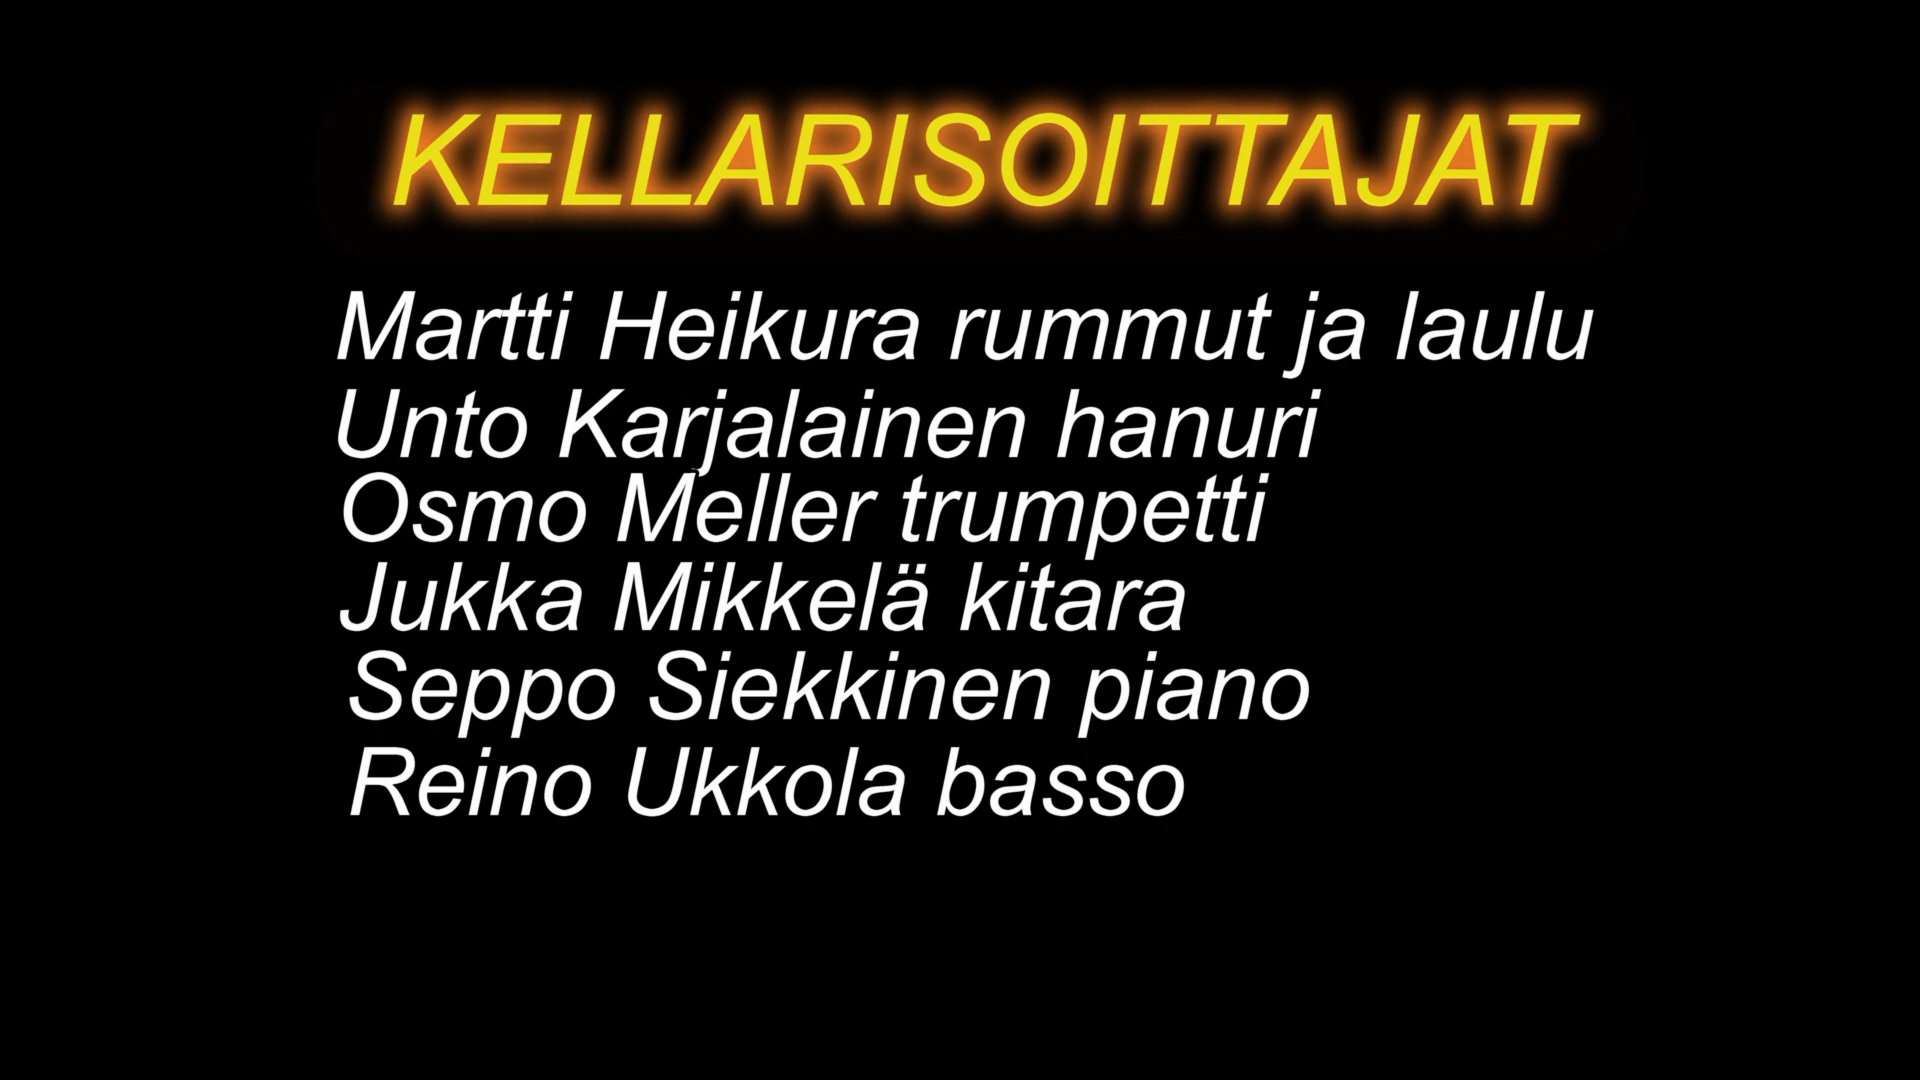 KELLARISOITTAJAT
Martti Heikura rummut ja laulu
Unto Karjalainen hanuri
Osmo Meller trumpetti
Jukka Mikkelä kitara
Seppo Siekkinen piano
Reino Ukkola basso